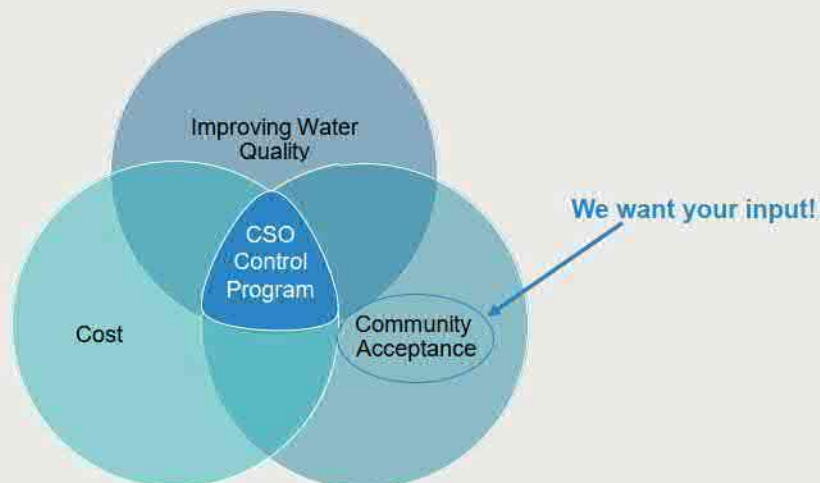 Improving Water
Quality
We want your input!
CSO
Control
Program
Cost
Community
Acceptance